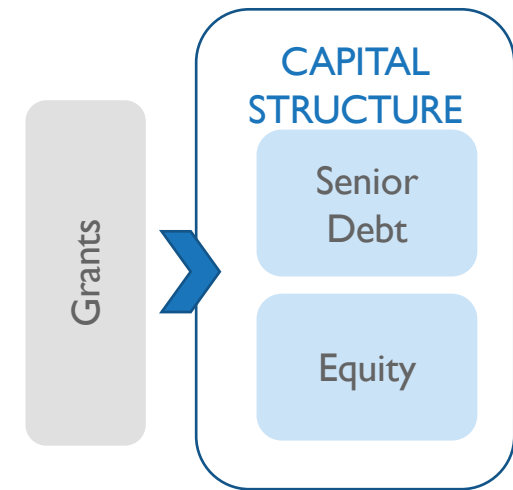 Grants
CAPITAL
STRUCTURE
Senior
Debt
Equity